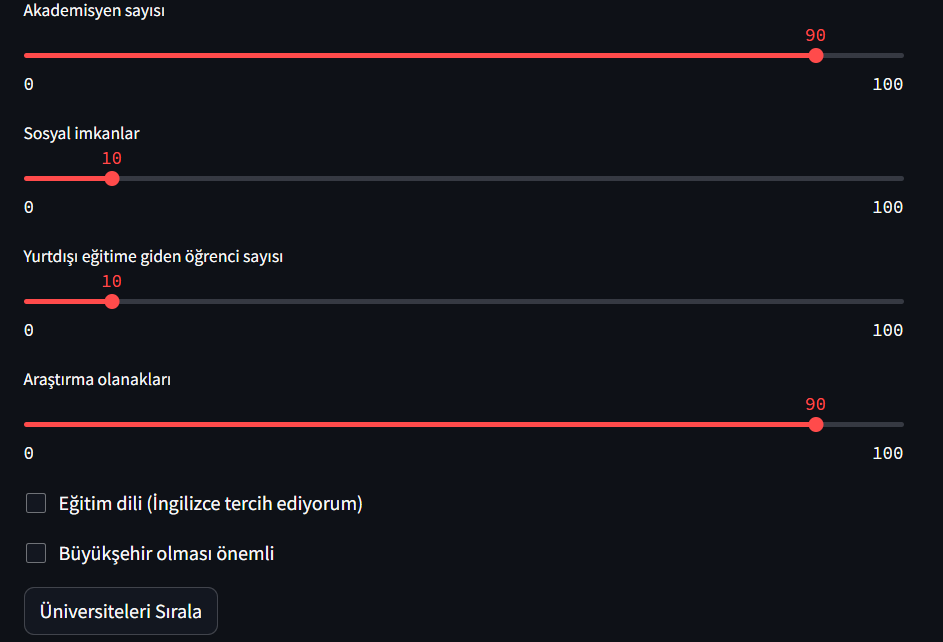 Akademisyen sayısı
90
0 100
Sosyal imkanlar
10
0 100
Yurtdışı eğitime giden öğrenci sayısı
10
0 100
Araştırma olanakları
90
0 100
Eğitim dili (İngilizce tercih ediyorum)
Büyükşehir olması önemli
Üniversiteleri Sırala